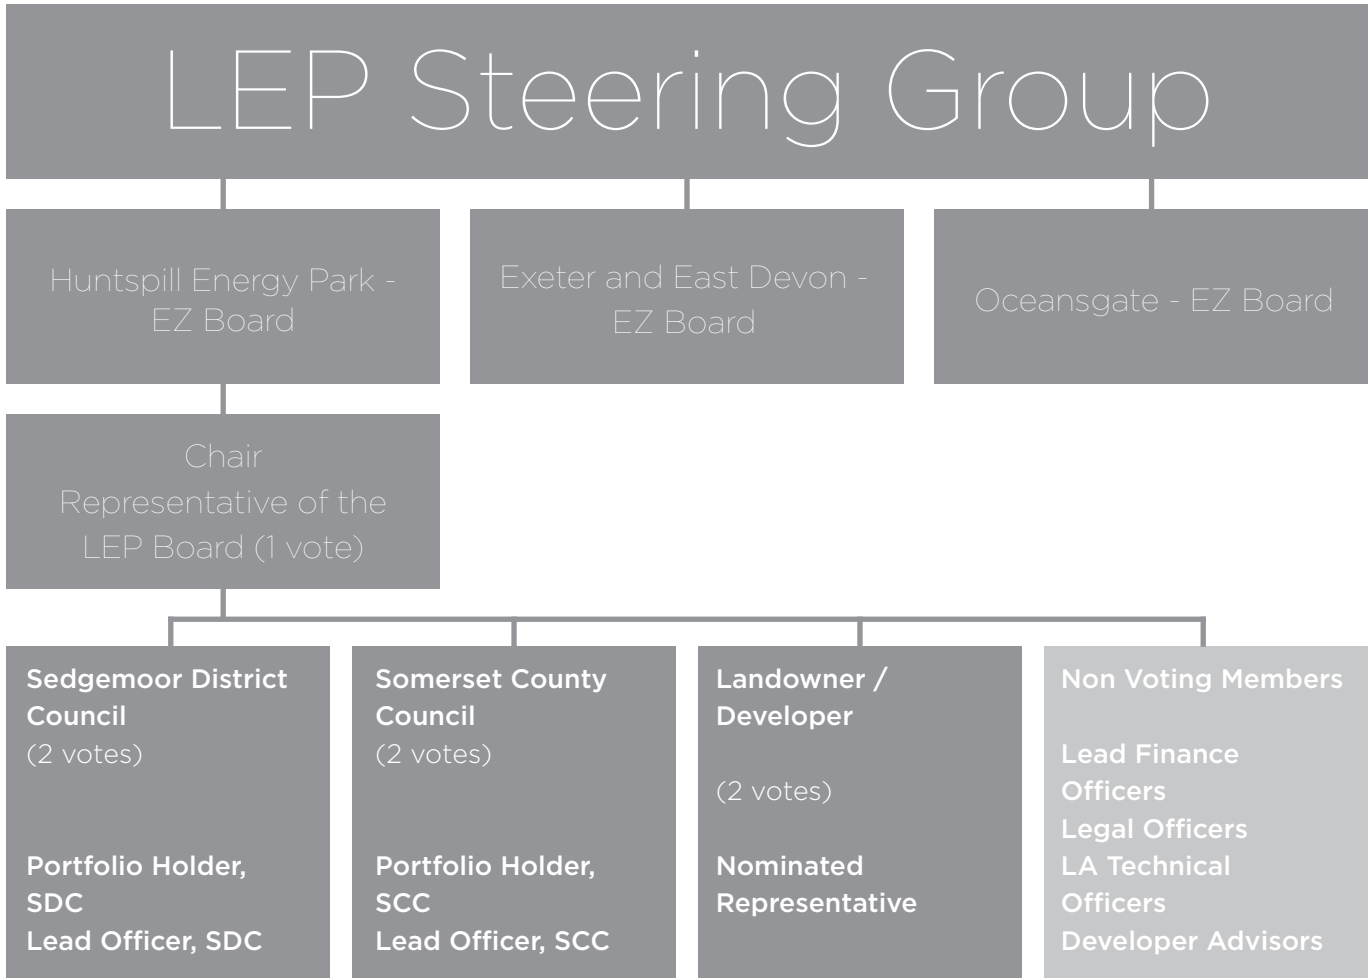 LEP Steering Group
Huntspill Energy Park -
EZ Board
Exeter and East Devon -
EZ Board
Oceansgate - EZ Board
Chair
Representative of the
LEP Board (1 vote)
Sedgemoor District
Council
(2 votes)
Portfolio Holder,
SDC
Lead Officer, SDC
Somerset County
Council
(2 votes)
Portfolio Holder,
SCC
Lead Officer, SCC
Landowner /
Developer
(2 votes)
Nominated
Representative
Non Voting Members
Lead Finance
Officers
Legal Officers
LA Technical
Officers
Developer Advisors